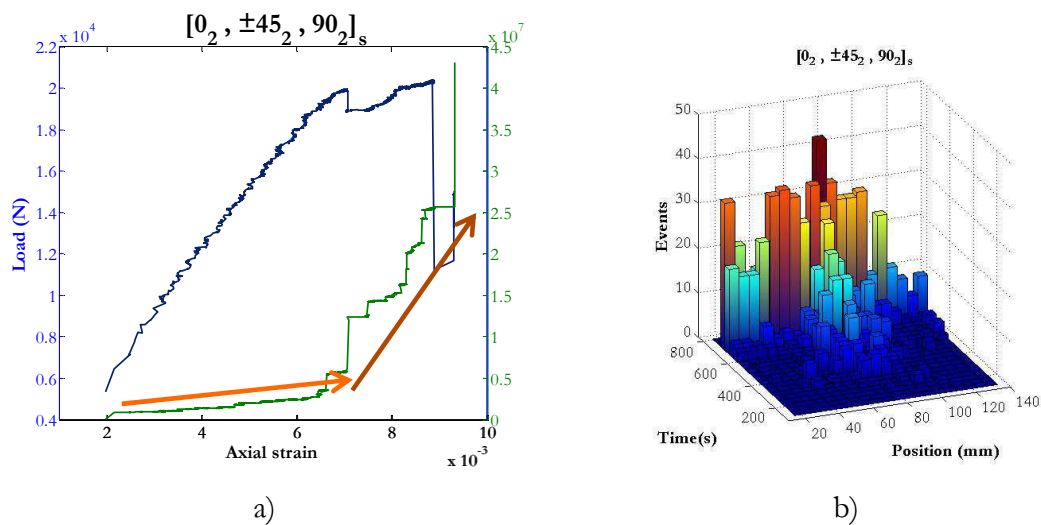 [0₂ , ±45₂ , 90₂]ₛ
2.2 x 10⁴
2
1.8
1.6
1.4
1.2
1
0.8
0.6
0.4
Load (N)
4.5 x 10⁷
4
3.5
3
2.5
2
1.5
1
0.5
0
2 4 6 8 10
Axial strain
x 10⁻³
a)
[0₂ , ±45₂ , 90₂]ₛ
50
40
30
20
10
0
Events
800
600
400
200
Time(s)
20 40 60 80 100 120 140
Position (mm)
b)